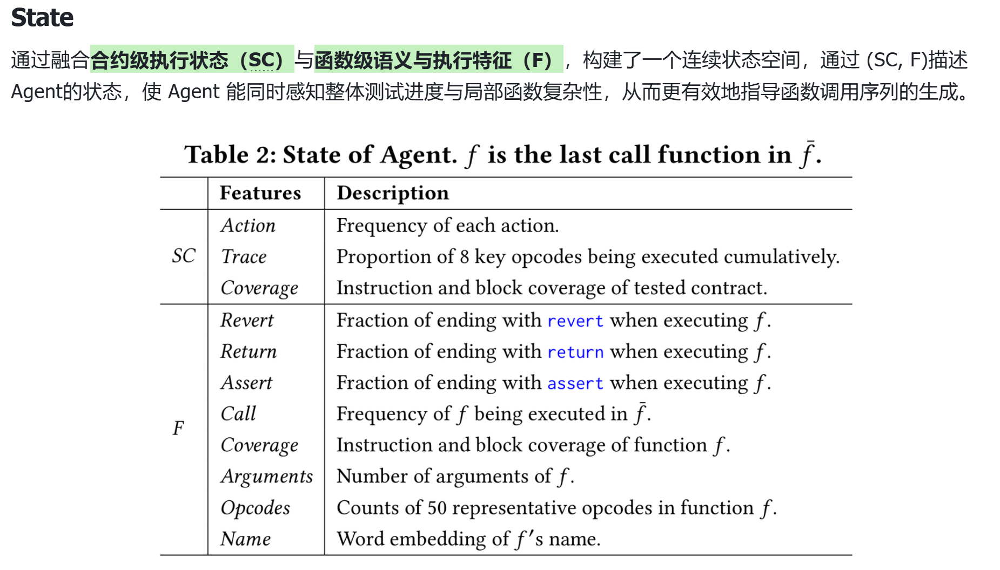 State
通过融合合约级执行状态（SC）与函数级语义与执行特征（F），构建了一个连续状态空间，通过 (SC, F)描述
Agent的状态，使 Agent 能同时感知整体测试进度与局部函数复杂性，从而更有效地指导函数调用序列的生成。
Table 2: State of Agent. f is the last call function in f̄.
Features Description
SC
Action Frequency of each action.
Trace Proportion of 8 key opcodes being executed cumulatively.
Coverage Instruction and block coverage of tested contract.
F
Revert Fraction of ending with revert when executing f.
Return Fraction of ending with return when executing f.
Assert Fraction of ending with assert when executing f.
Call Frequency of f being executed in f̄.
Coverage Instruction and block coverage of function f.
Arguments Number of arguments of f.
Opcodes Counts of 50 representative opcodes in function f.
Name Word embedding of f′s name.